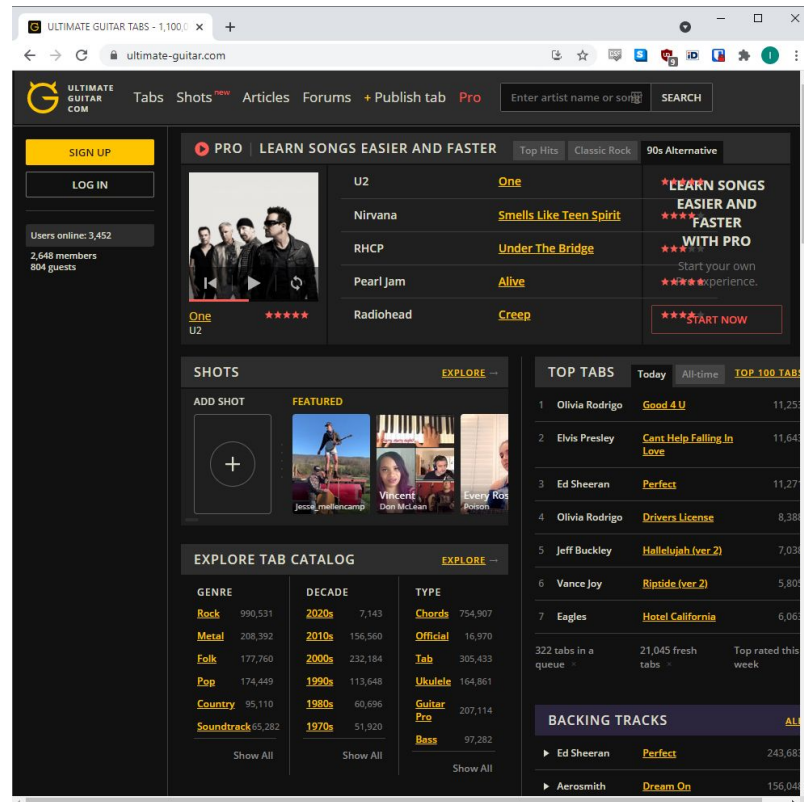 ULTIMATE GUITAR TABS - 1,100,0
ultimate-guitar.com
9
I
ULTIMATE
GUITAR
COM
Tabs Shots new Articles Forums + Publish tab Pro
Enter artist name or song
SEARCH
SIGN UP
LOG IN
Users online: 3,452
2,648 members
804 guests
PRO | LEARN SONGS EASIER AND FASTER
Top Hits Classic Rock 90s Alternative
One
U2
U2 One
Nirvana Smells Like Teen Spirit
RHCP Under The Bridge
Pearl Jam Alive
Radiohead Creep
LEARN SONGS
EASIER AND
FASTER
WITH PRO
Start your own
experience.
START NOW
SHOTS EXPLORE →
ADD SHOT FEATURED
Jesse_mellencamp
Vincent
Don McLean
Every Ros
Poison
EXPLORE TAB CATALOG EXPLORE →
GENRE DECADE TYPE
Rock 990,531 2020s 7,143 Chords 754,907
Metal 208,392 2010s 156,560 Official 16,970
Folk 177,760 2000s 232,184 Tab 305,433
Pop 174,449 1990s 113,648 Ukulele 164,861
Country 95,110 1980s 60,696 Guitar Pro 207,114
Soundtrack 65,282 1970s 51,920 Bass 97,282
Show All Show All Show All
TOP TABS Today All-time TOP 100 TABS
1 Olivia Rodrigo Good 4 U 11,253
2 Elvis Presley Cant Help Falling In Love 11,643
3 Ed Sheeran Perfect 11,271
4 Olivia Rodrigo Drivers License 8,388
5 Jeff Buckley Hallelujah (ver 2) 7,038
6 Vance Joy Riptide (ver 2) 5,805
7 Eagles Hotel California 6,063
322 tabs in a queue
21,045 fresh tabs
Top rated this week
BACKING TRACKS ALL
Ed Sheeran Perfect 243,683
Aerosmith Dream On 156,048